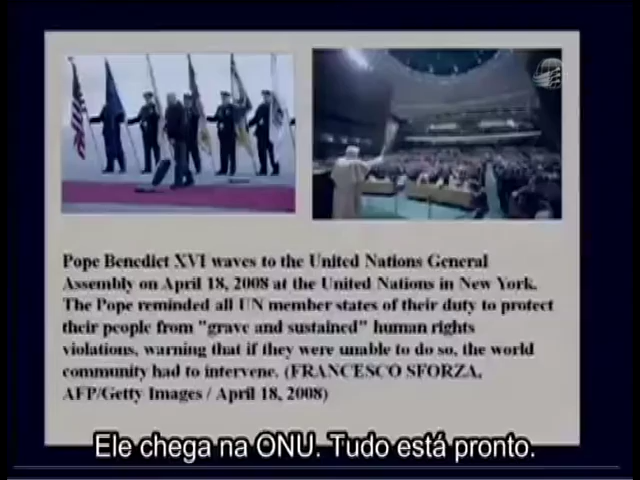 Pope Benedict XVI waves to the United Nations General
Assembly on April 18, 2008 at the United Nations in New York.
The Pope reminded all UN member states of their duty to protect
their people from "grave and sustained" human rights
violations, warning that if they were unable to do so, the world
community had to intervene. (FRANCESCO SFORZA,
AFP/Getty Images / April 18, 2008)
Ele chega na ONU. Tudo está pronto.